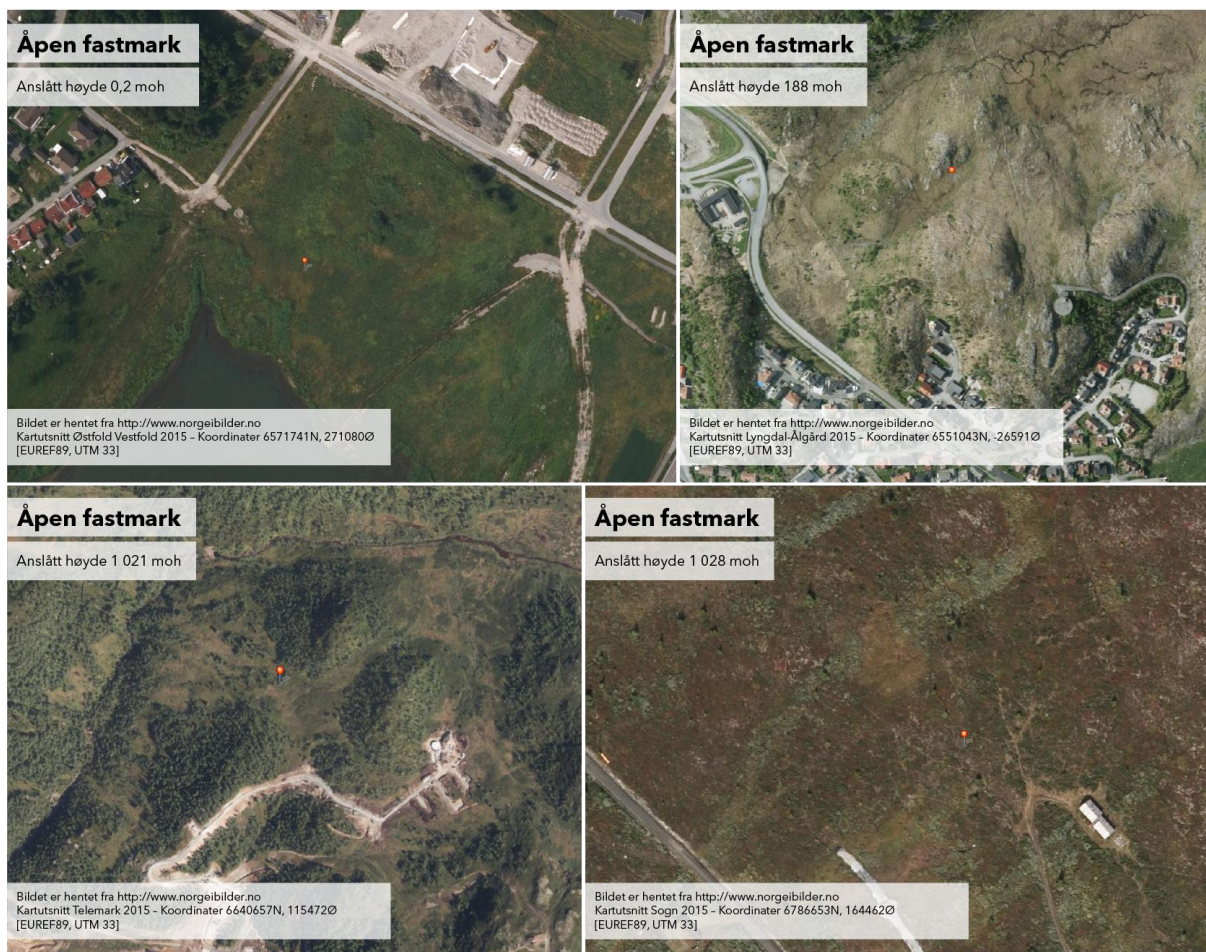 Åpen fastmark
Anslått høyde 0,2 moh
Bildet er hentet fra http://www.norgeibilder.no
Kartutsnitt Østfold Vestfold 2015 – Koordinater 6571741N, 271080Ø
[EUREF89, UTM 33]
Åpen fastmark
Anslått høyde 188 moh
Bildet er hentet fra http://www.norgeibilder.no
Kartutsnitt Lyngdal-Ålgård 2015 – Koordinater 6551043N, -26591Ø
[EUREF89, UTM 33]
Åpen fastmark
Anslått høyde 1 021 moh
Bildet er hentet fra http://www.norgeibilder.no
Kartutsnitt Telemark 2015 – Koordinater 6640657N, 115472Ø
[EUREF89, UTM 33]
Åpen fastmark
Anslått høyde 1 028 moh
Bildet er hentet fra http://www.norgeibilder.no
Kartutsnitt Sogn 2015 – Koordinater 6786653N, 164462Ø
[EUREF89, UTM 33]